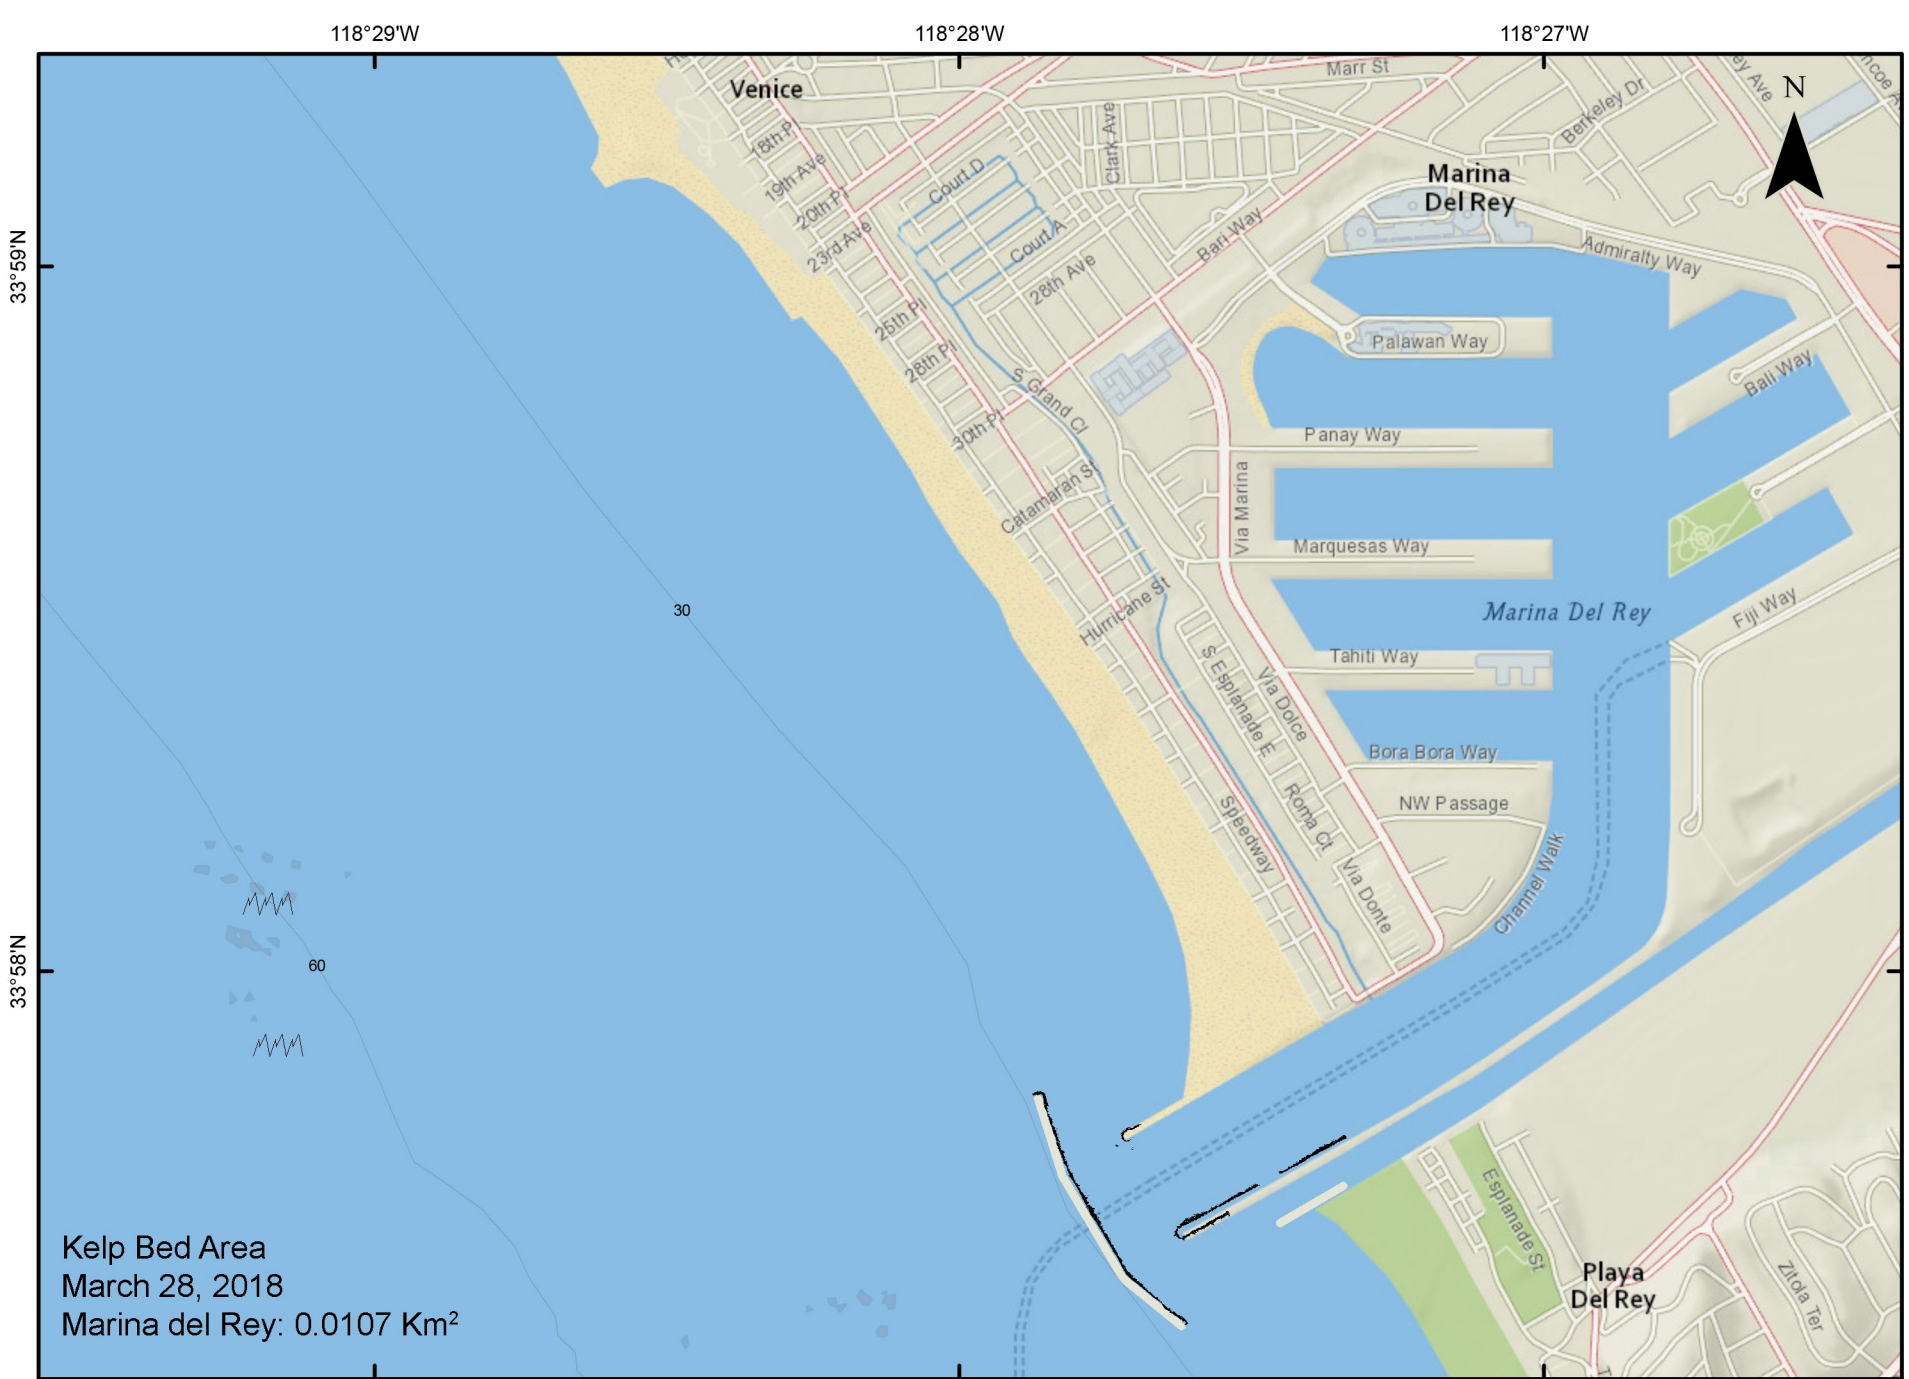 118°29'W
118°28'W
118°27'W
33°59'N
33°58'N
N
Venice
Marr St
Clark Ave
Berkeley Dr
18th Pl
19th Ave
20th Pl
23rd Ave
25th Pl
28th Pl
30th Pl
Court D
Court A
28th Ave
Bari Way
Marina
Del Rey
Admiralty Way
Palawan Way
Bali Way
S Grand Cl
Panay Way
Catamaran St
Via Marina
Marquesas Way
Hurricane St
Marina Del Rey
Fiji Way
Tahiti Way
S Esplanade E
Via Dolce
Bora Bora Way
NW Passage
Speedway
Roma Ct
Via Donte
Channel Walk
30
60
Esplanade St
Playa
Del Rey
Zitola Ter
Kelp Bed Area
March 28, 2018
Marina del Rey: 0.0107 Km²